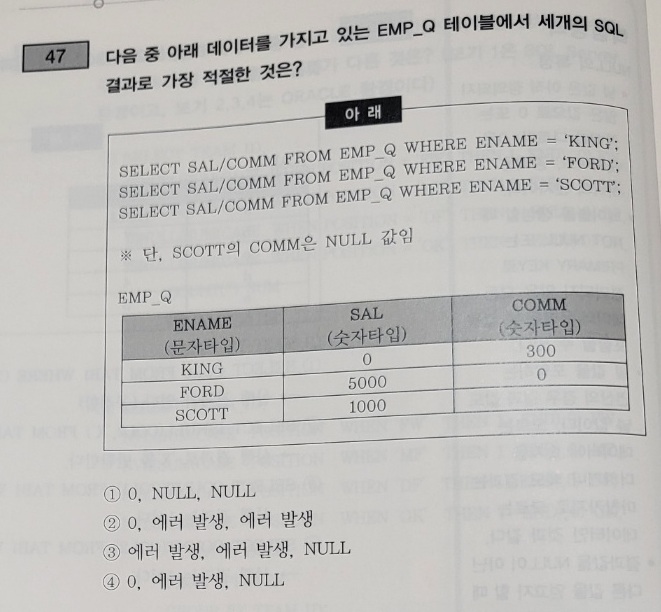 47
다음 중 아래 데이터를 가지고 있는 EMP_Q 테이블에서 세개의 SQL
결과로 가장 적절한 것은?
아 래
SELECT SAL/COMM FROM EMP_Q WHERE ENAME = ‘KING’;
SELECT SAL/COMM FROM EMP_Q WHERE ENAME = ‘FORD’;
SELECT SAL/COMM FROM EMP_Q WHERE ENAME = ‘SCOTT’;
※ 단, SCOTT의 COMM은 NULL 값임
EMP_Q
ENAME SAL COMM
(문자타입) (숫자타입) (숫자타입)
KING 0 300
FORD 5000 0
SCOTT 1000
① 0, NULL, NULL
② 0, 에러 발생, 에러 발생
③ 에러 발생, 에러 발생, NULL
④ 0, 에러 발생, NULL